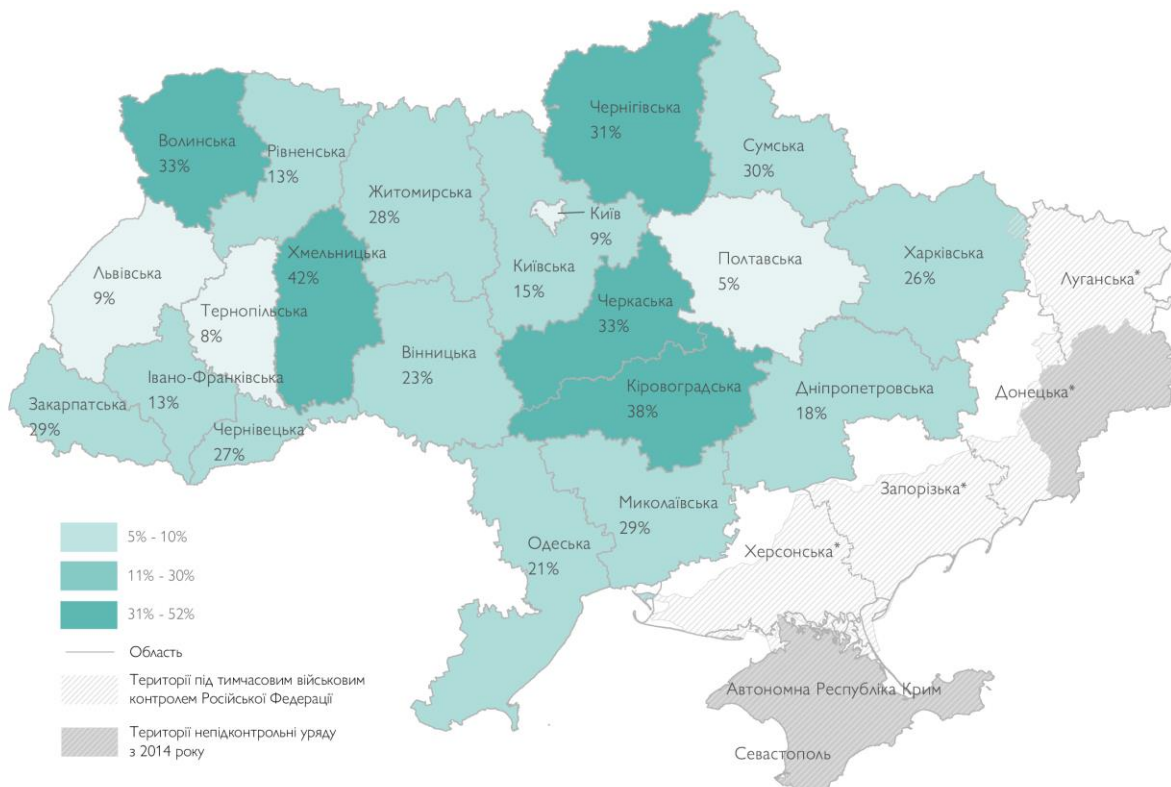 Чернігівська
31%
Волинська
33%
Рівненська
13%
Сумська
30%
Житомирська
28%
Київ
9%
Хмельницька
42%
Львівська
9%
Київська
15%
Полтавська
5%
Харківська
26%
Луганська*
Тернопільська
8%
Черкаська
33%
Вінницька
23%
Івано-Франківська
13%
Закарпатська
29%
Чернівецька
27%
Кіровоградська
38%
Дніпропетровська
18%
Донецька*
Запорізька*
Миколаївська
29%
Одеська
21%
Херсонська*
Автономна Республіка Крим
Севастополь
5% - 10%
11% - 30%
31% - 52%
Область
Території під тимчасовим військовим
контролем Російської Федерації
Території непідконтрольні уряду
з 2014 року